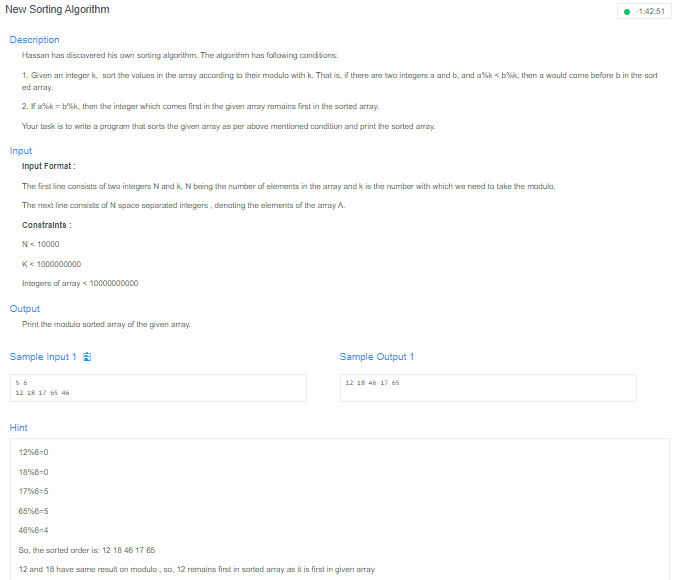 New Sorting Algorithm
-1:42:51
Description
Hassan has discovered his own sorting algorithm. The algorithm has following conditions:
1. Given an integer k, sort the values in the array according to their modulo with k. That is, if there are two integers a and b, and a%k < b%k, then a would come before b in the sort
ed array.
2. If a%k = b%k, then the integer which comes first in the given array remains first in the sorted array.
Your task is to write a program that sorts the given array as per above mentioned condition and print the sorted array.
Input
Input Format :
The first line consists of two integers N and k, N being the number of elements in the array and k is the number with which we need to take the modulo.
The next line consists of N space separated integers , denoting the elements of the array A.
Constraints :
N < 10000
K < 1000000000
Integers of array < 10000000000
Output
Print the modulo sorted array of the given array.
Sample Input 1
Sample Output 1
5 6
12 18 17 65 46
12 18 46 17 65
Hint
12%6=0
18%6=0
17%6=5
65%6=5
46%6=4
So, the sorted order is: 12 18 46 17 65
12 and 18 have same result on modulo , so, 12 remains first in sorted array as it is first in given array